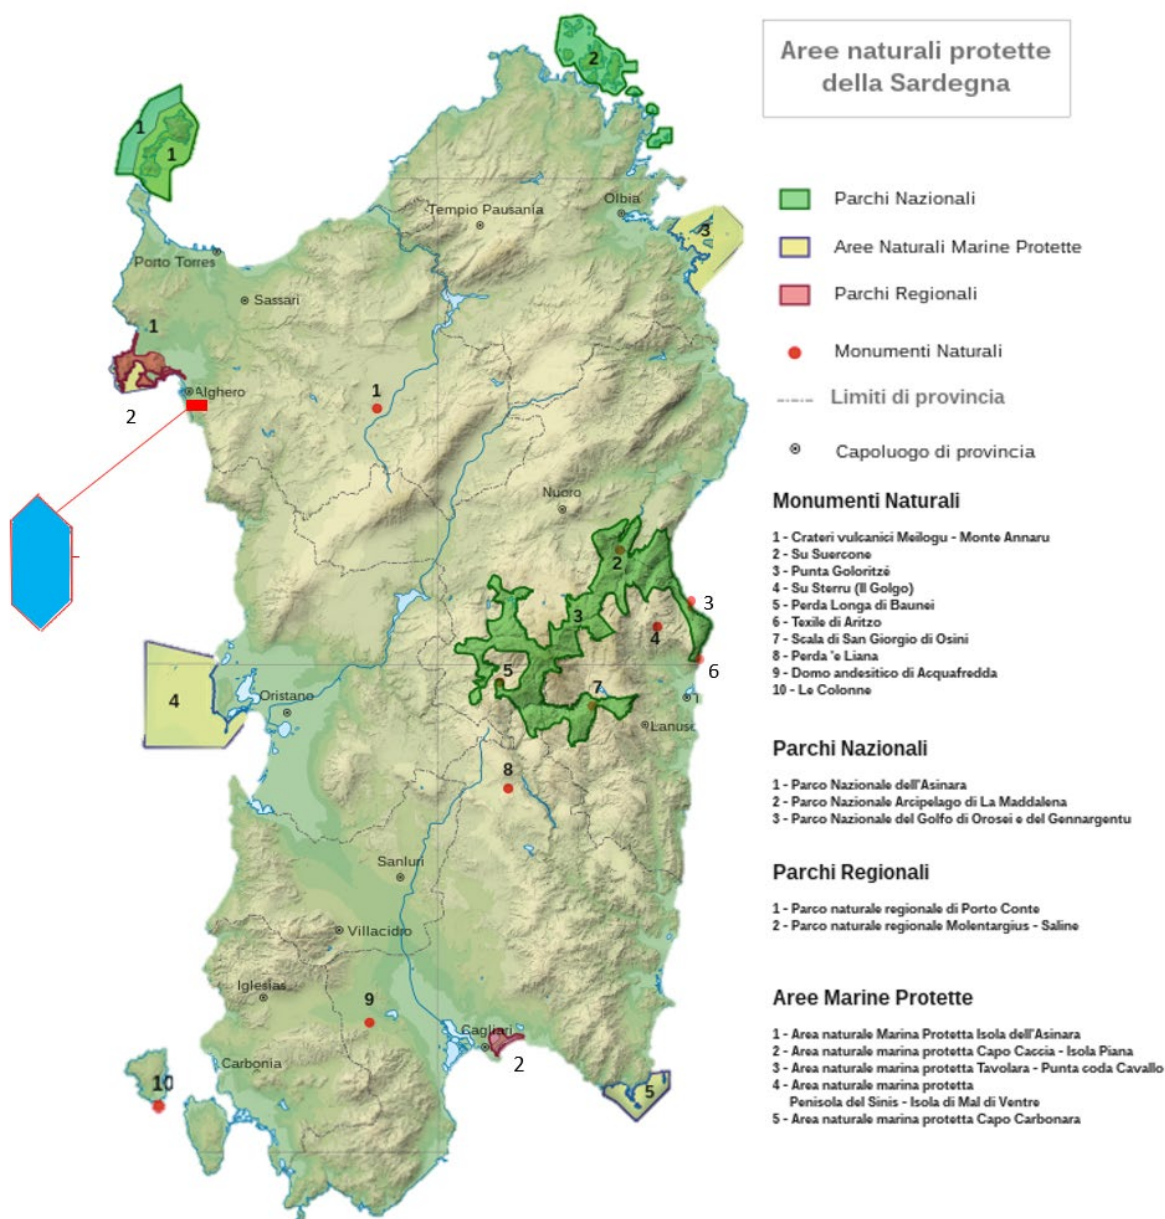 Aree naturali protette
della Sardegna
Parchi Nazionali
Aree Naturali Marine Protette
Parchi Regionali
Monumenti Naturali
Limiti di provincia
Capoluogo di provincia
Monumenti Naturali
1 - Crateri vulcanici Meilogu - Monte Annaru
2 - Su Suercone
3 - Punta Goloritzé
4 - Su Sterru (Il Golgo)
5 - Perda Longa di Baunei
6 - Texile di Aritzo
7 - Scala di San Giorgio di Osini
8 - Perda 'e Liana
9 - Domo andesitico di Acquafredda
10 - Le Colonne
Parchi Nazionali
1 - Parco Nazionale dell'Asinara
2 - Parco Nazionale Arcipelago di La Maddalena
3 - Parco Nazionale del Golfo di Orosei e del Gennargentu
Parchi Regionali
1 - Parco naturale regionale di Porto Conte
2 - Parco naturale regionale Molentargius - Saline
Aree Marine Protette
1 - Area naturale Marina Protetta Isola dell'Asinara
2 - Area naturale marina protetta Capo Caccia - Isola Piana
3 - Area naturale marina protetta Tavolara - Punta coda Cavallo
4 - Area naturale marina protetta
Penisola del Sinis - Isola di Mal di Ventre
5 - Area naturale marina protetta Capo Carbonara
2
1
1
Olbia
Tempio Pausania
3
Porto Torres
Sassari
1
Alghero
1
2
Nuoro
2
3
3
4
5
6
7
4
Oristano
T
Lanuse
8
Sanluri
Villacidro
Iglesias
9
Cagliari
Carbonia
2
10
5